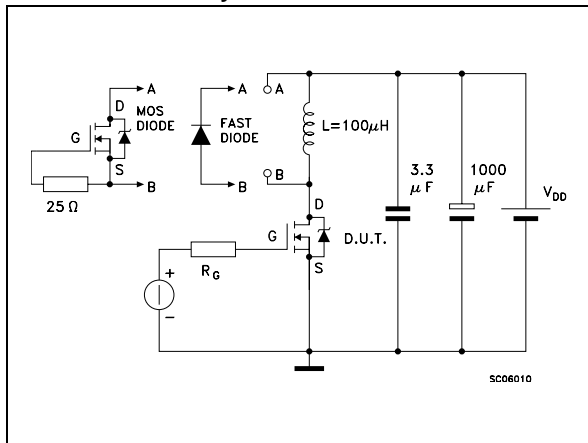 A
D
MOS
DIODE
G
S
B
25 Ω
A
FAST
DIODE
B
A
L=100μH
B
D
G
D.U.T.
S
RG
+
−
3.3
μF
1000
μF
VDD
SC06010